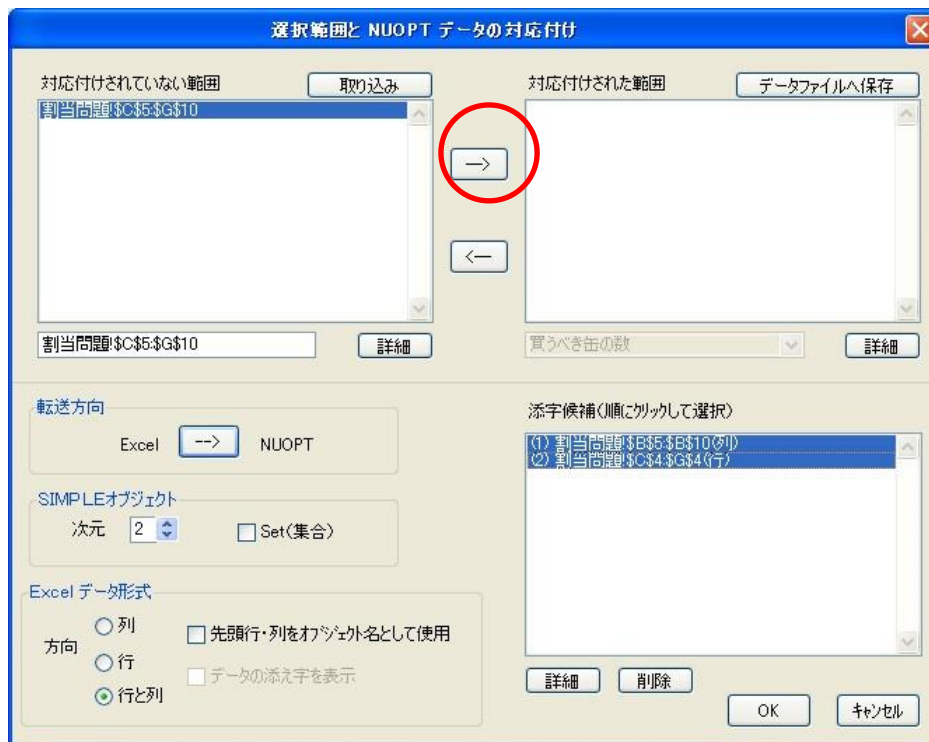 選択範囲と NUOPT データの対応付け
対応付けされていない範囲
取り込み
割当問題!$C$5:$G$10
-->
<--
割当問題!$C$5:$G$10
詳細
対応付けされた範囲
データファイルへ保存
買うべき缶の数
詳細
転送方向
Excel --> NUOPT
SIMPLEオブジェクト
次元 2 Set(集合)
Excel データ形式
方向
列
行
行と列
先頭行・列をオブジェクト名として使用
データの添え字を表示
添字候補(順にクリックして選択)
(1) 割当問題!$B$5:$B$10(列)
(2) 割当問題!$C$4:$G$4(行)
詳細
削除
OK
キャンセル